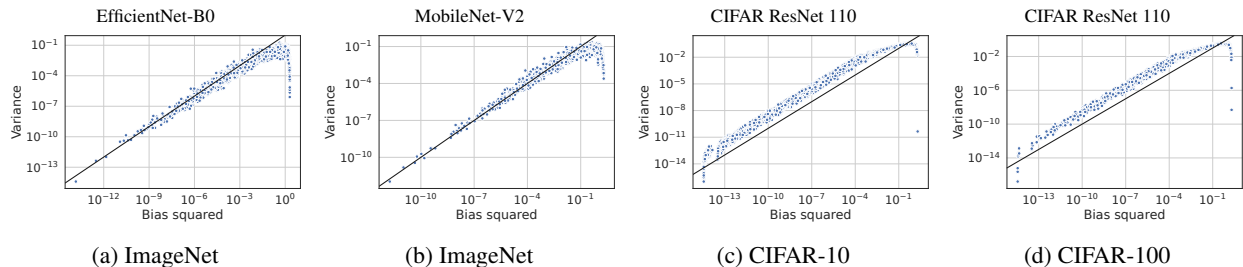 EfficientNet-B0
MobileNet-V2
CIFAR ResNet 110
CIFAR ResNet 110
Variance
10⁻¹
10⁻⁴
10⁻⁷
10⁻¹⁰
10⁻¹³
10⁻¹² 10⁻⁹ 10⁻⁶ 10⁻³ 10⁰
Bias squared
Variance
10⁻¹
10⁻⁴
10⁻⁷
10⁻¹⁰
10⁻¹⁰ 10⁻⁷ 10⁻⁴ 10⁻¹
Bias squared
Variance
10⁻²
10⁻⁵
10⁻⁸
10⁻¹¹
10⁻¹⁴
10⁻¹³ 10⁻¹⁰ 10⁻⁷ 10⁻⁴ 10⁻¹
Bias squared
Variance
10⁻²
10⁻⁶
10⁻¹⁰
10⁻¹⁴
10⁻¹³ 10⁻¹⁰ 10⁻⁷ 10⁻⁴ 10⁻¹
Bias squared
(a) ImageNet
(b) ImageNet
(c) CIFAR-10
(d) CIFAR-100